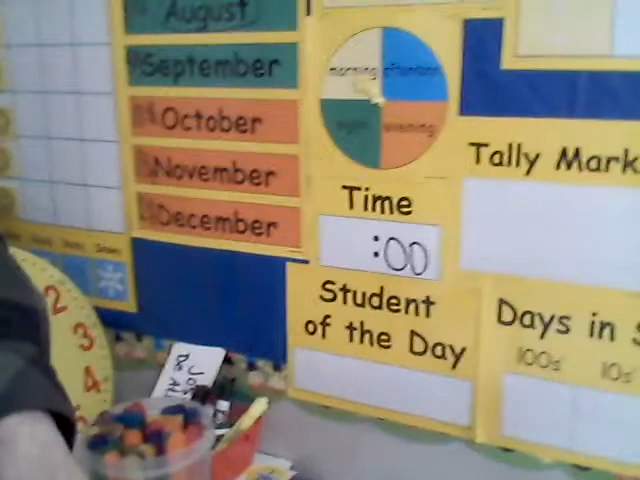 August
September
October
November
December
morning afternoon
night evening
Time
:00
Student
of the Day
Tally Mark
Days in S
100s 10s
2
3
4